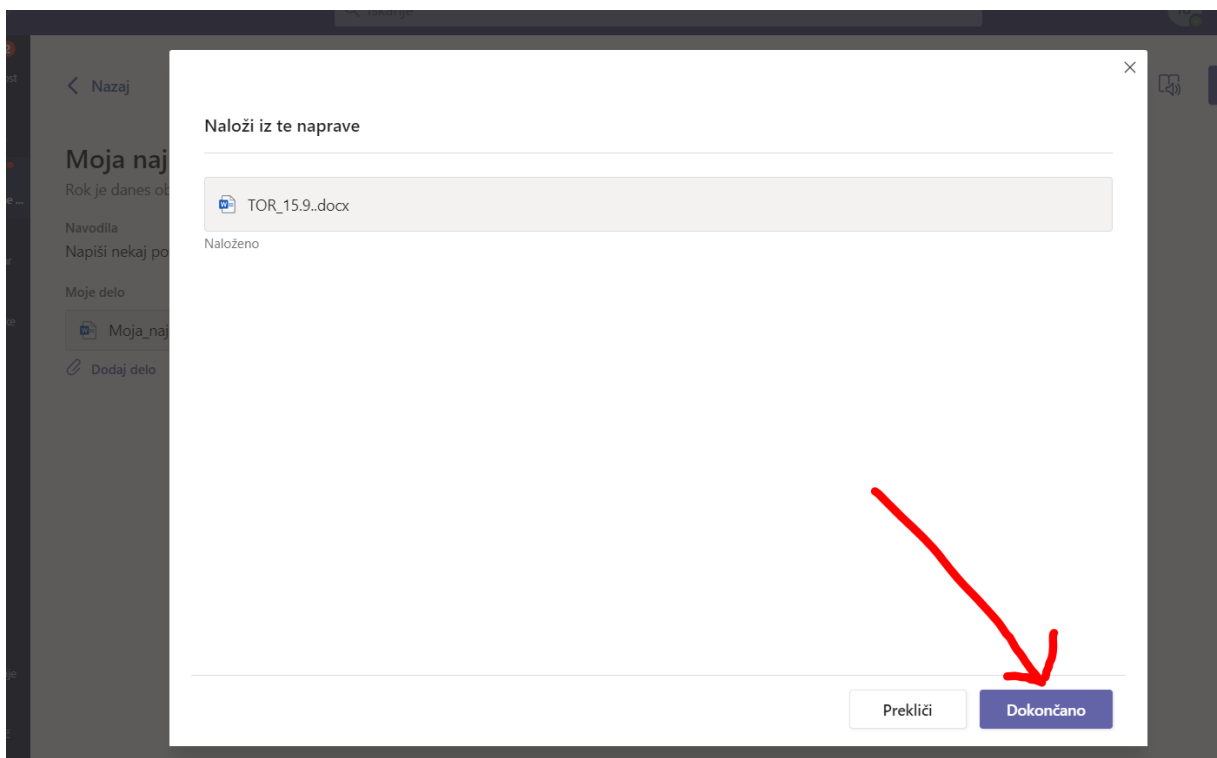 Iskanje
Nazaj
Naloži iz te naprave
Moja naj
Rok je danes ob
TOR_15.9..docx
Navodila
Naloženo
Napiši nekaj po
Moje delo
Moja_naj
Dodaj delo
Prekliči
Dokončano